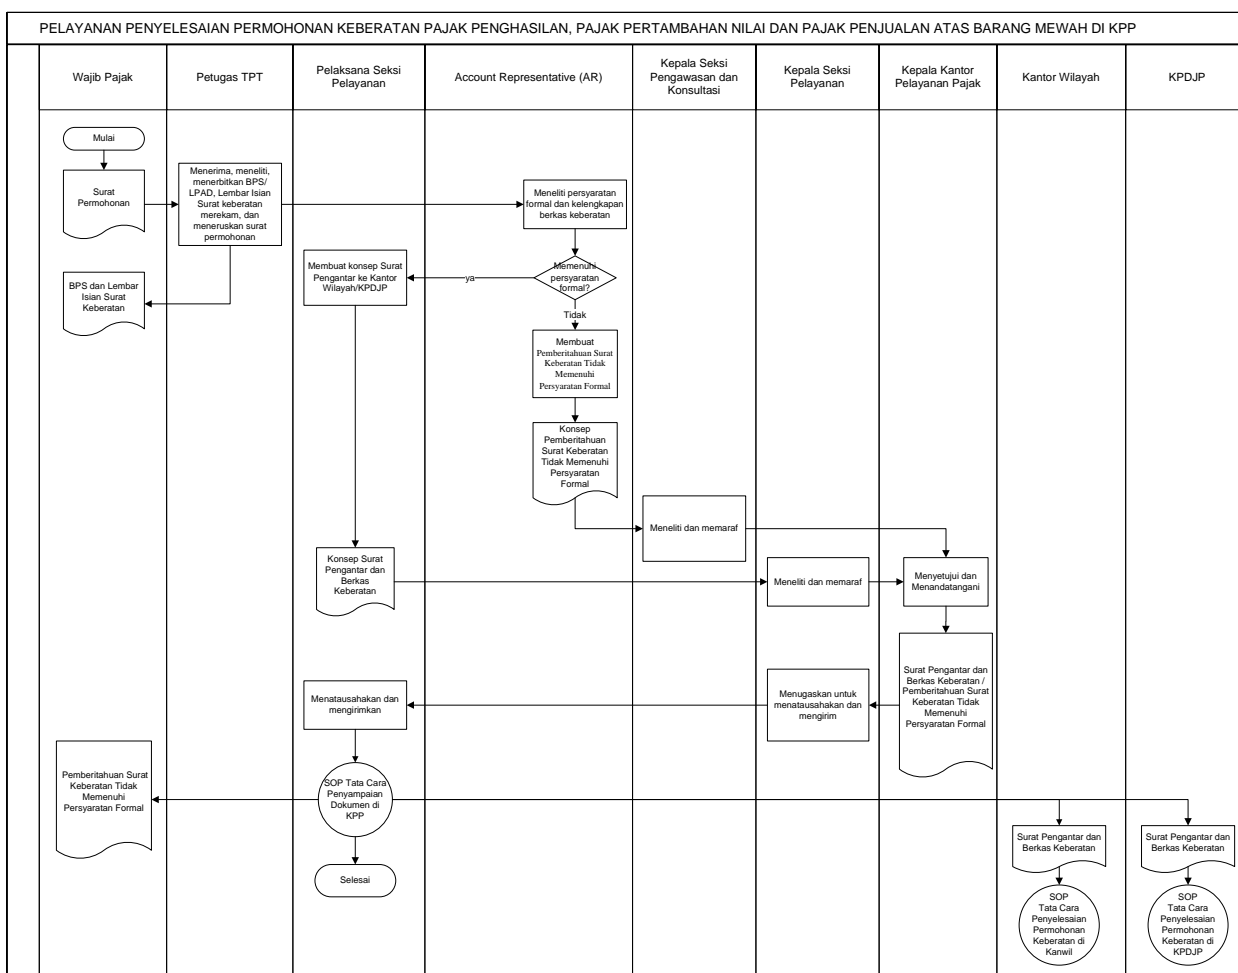 PELAYANAN PENYELESAIAN PERMOHONAN KEBERATAN PAJAK PENGHASILAN, PAJAK PERTAMBAHAN NILAI DAN PAJAK PENJUALAN ATAS BARANG MEWAH DI KPP
Wajib Pajak
Petugas TPT
Pelaksana Seksi
Pelayanan
Account Representative (AR)
Kepala Seksi
Pengawasan dan
Konsultasi
Kepala Seksi
Pelayanan
Kepala Kantor
Pelayanan Pajak
Kantor Wilayah
KPDJP
Mulai
Surat
Permohonan
Menerima, meneliti,
menerbitkan BPS/
LPAD, Lembar Isian
Surat keberatan
merekam, dan
meneruskan surat
permohonan
Meneliti persyaratan
formal dan kelengkapan
berkas keberatan
BPS dan Lembar
Isian Surat
Keberatan
Membuat konsep Surat
Pengantar ke Kantor
Wilayah/KPDJP
ya
Memenuhi
persyaratan
formal?
Tidak
Membuat
Pemberitahuan Surat
Keberatan Tidak
Memenuhi
Persyaratan Formal
Konsep
Pemberitahuan
Surat Keberatan
Tidak Memenuhi
Persyaratan
Formal
Meneliti dan memaraf
Konsep Surat
Pengantar dan
Berkas
Keberatan
Meneliti dan memaraf
Menyetujui dan
Menandatangani
Surat Pengantar dan
Berkas Keberatan /
Pemberitahuan Surat
Keberatan Tidak
Memenuhi
Persyaratan Formal
Menugaskan untuk
menatausahakan dan
mengirim
Menatausahakan dan
mengirimkan
Pemberitahuan Surat
Keberatan Tidak
Memenuhi
Persyaratan Formal
SOP Tata Cara
Penyampaian
Dokumen di
KPP
Selesai
Surat Pengantar dan
Berkas Keberatan
Surat Pengantar dan
Berkas Keberatan
SOP
Tata Cara
Penyelesaian
Permohonan
Keberatan di
Kanwil
SOP
Tata Cara
Penyelesaian
Permohonan
Keberatan di
KPDJP